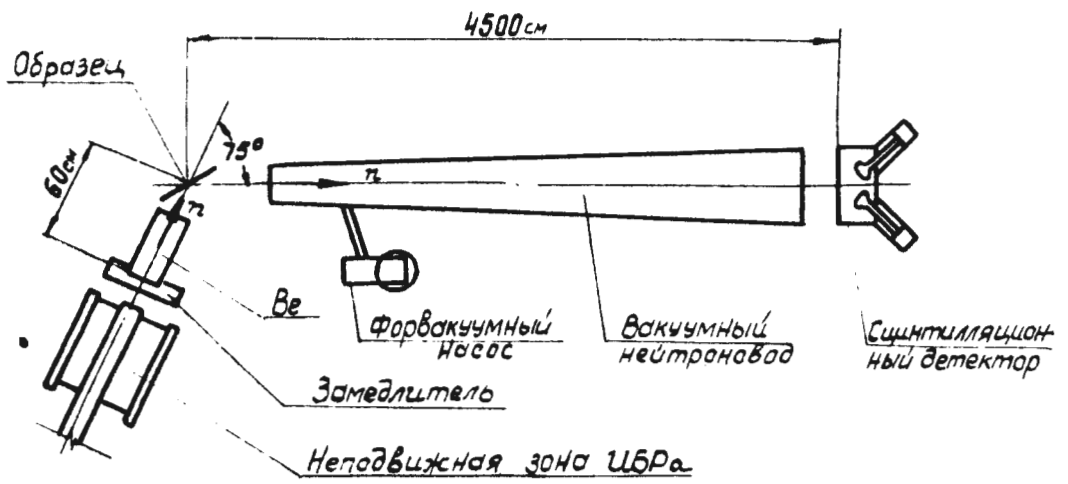 4500см
Образец
75°
60см
n
n
Be
Форвакуумный
насос
Вакуумный
нейтроновод
Сцинтилляцион-
ный детектор
Замедлитель
Неподвижная зона ИБРа